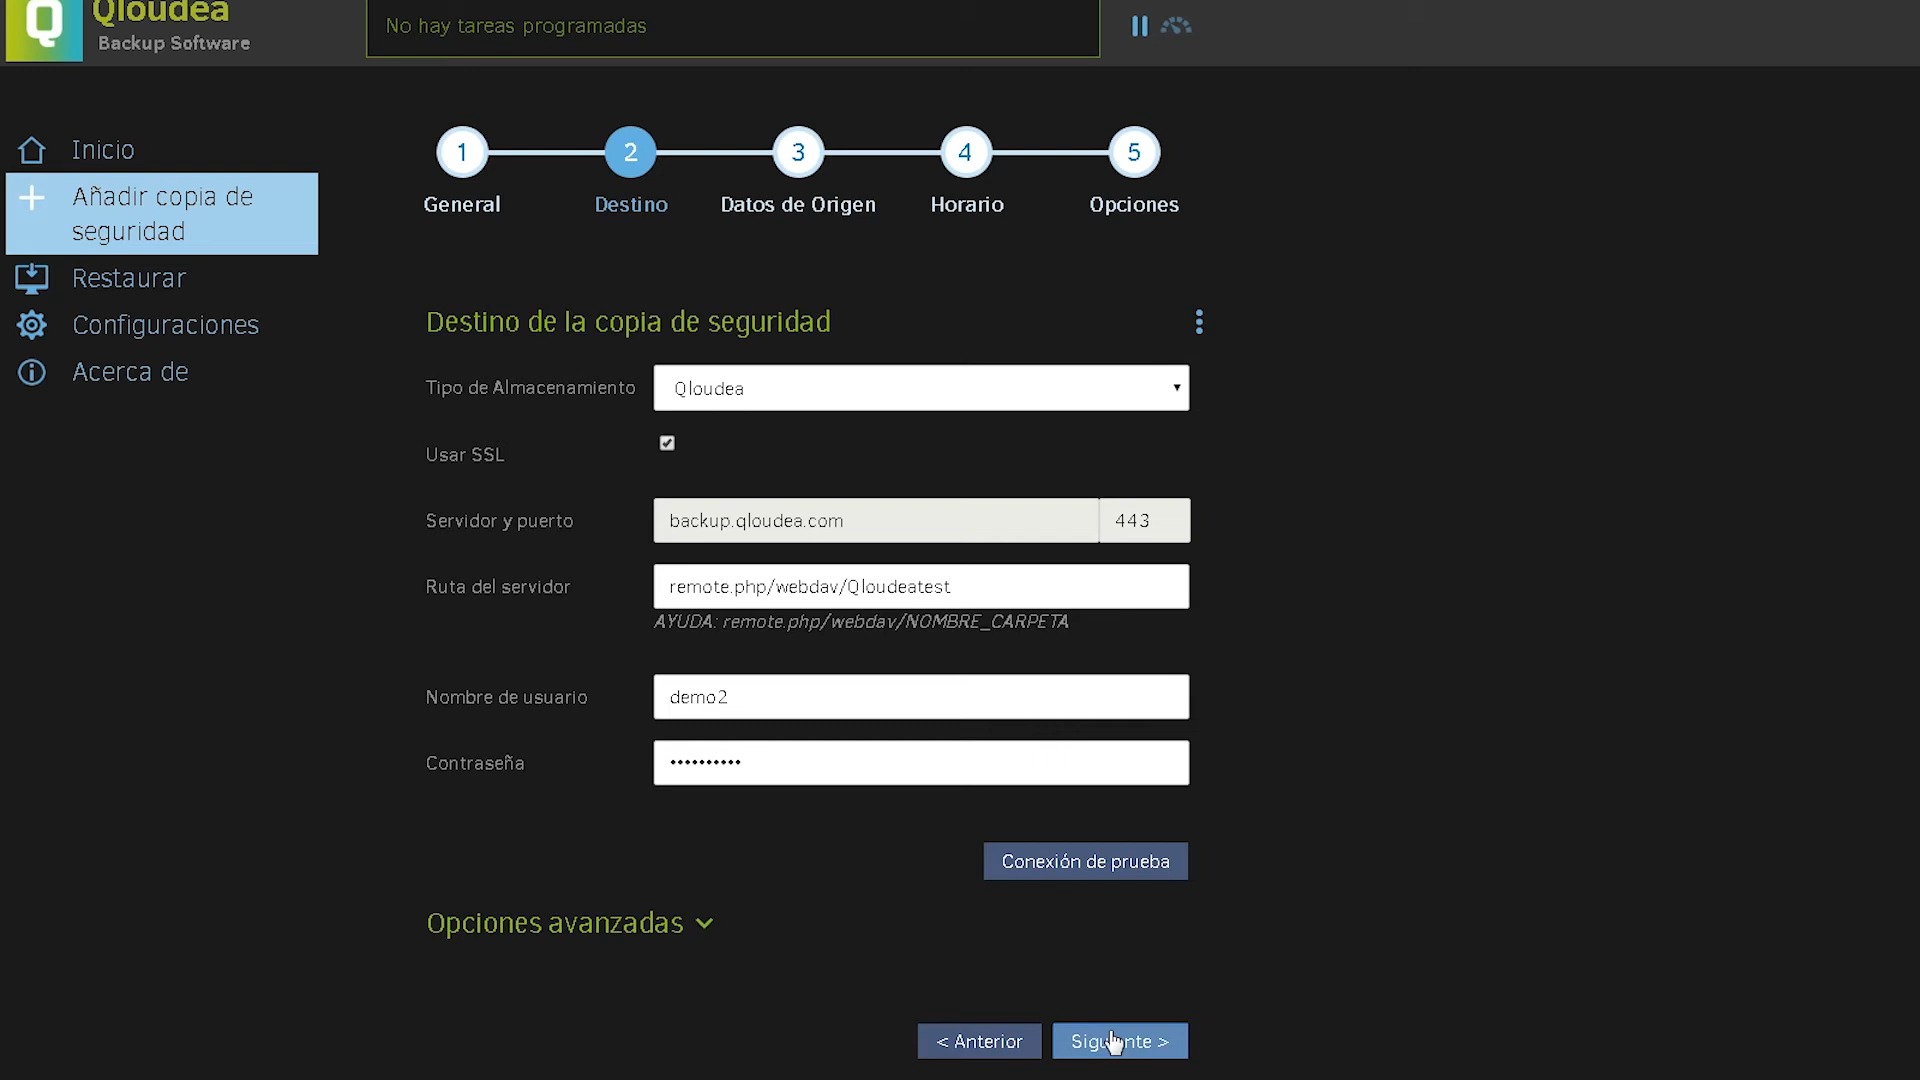 Qloudea
Backup Software
No hay tareas programadas
Inicio
Añadir copia de
seguridad
Restaurar
Configuraciones
Acerca de
1
2
3
4
5
General
Destino
Datos de Origen
Horario
Opciones
Destino de la copia de seguridad
Tipo de Almacenamiento
Qloudea
Usar SSL
Servidor y puerto
backup.qloudea.com
443
Ruta del servidor
remote.php/webdav/Qloudeatest
AYUDA: remote.php/webdav/NOMBRE_CARPETA
Nombre de usuario
demo2
Contraseña
••••••••••
Conexión de prueba
Opciones avanzadas
< Anterior
Siguiente >